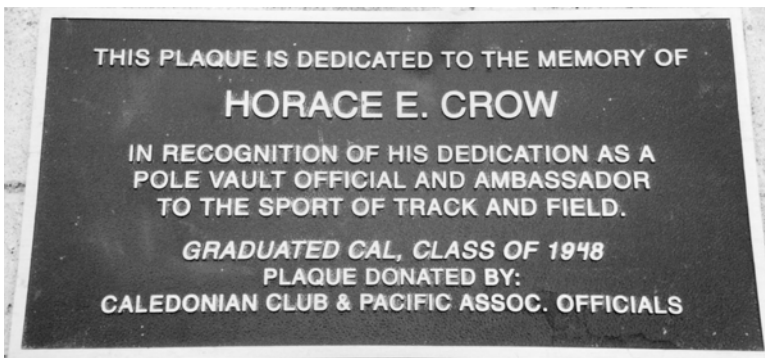 THIS PLAQUE IS DEDICATED TO THE MEMORY OF
HORACE E. CROW
IN RECOGNITION OF HIS DEDICATION AS A
POLE VAULT OFFICIAL AND AMBASSADOR
TO THE SPORT OF TRACK AND FIELD.
GRADUATED CAL, CLASS OF 1948
PLAQUE DONATED BY:
CALEDONIAN CLUB & PACIFIC ASSOC. OFFICIALS